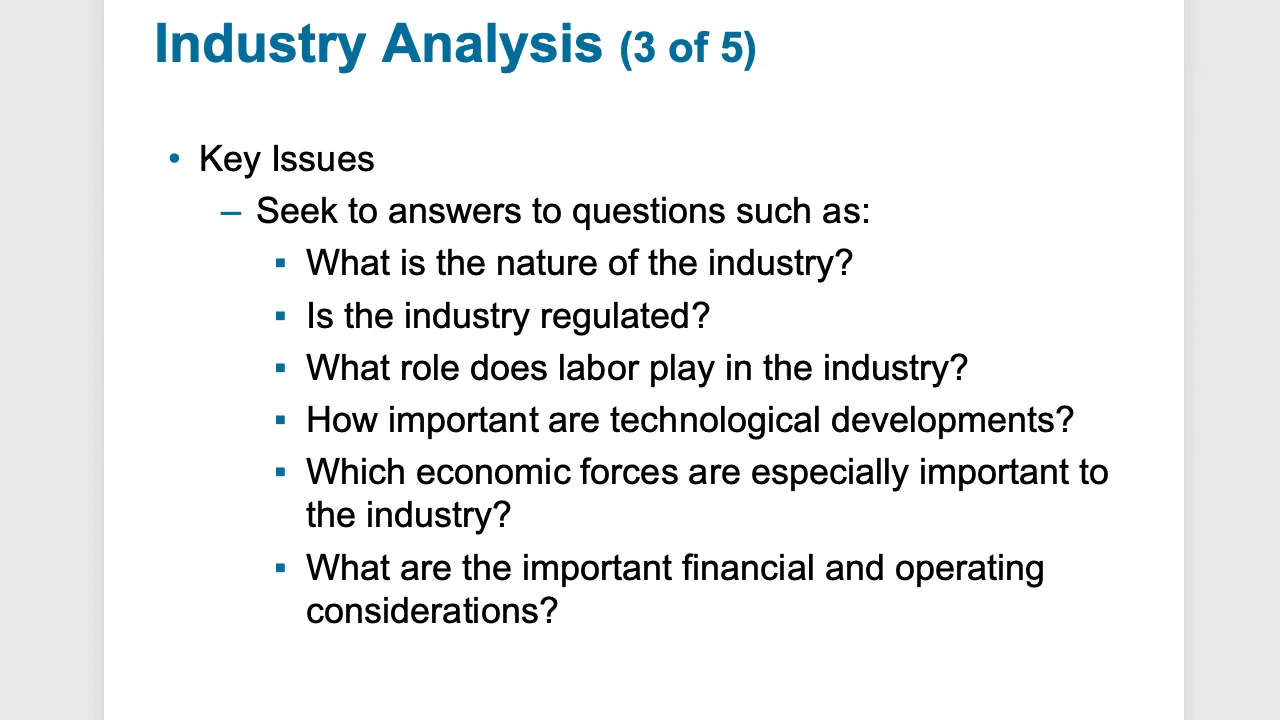 Industry Analysis (3 of 5)
• Key Issues
– Seek to answers to questions such as:
▪ What is the nature of the industry?
▪ Is the industry regulated?
▪ What role does labor play in the industry?
▪ How important are technological developments?
▪ Which economic forces are especially important to
the industry?
▪ What are the important financial and operating
considerations?